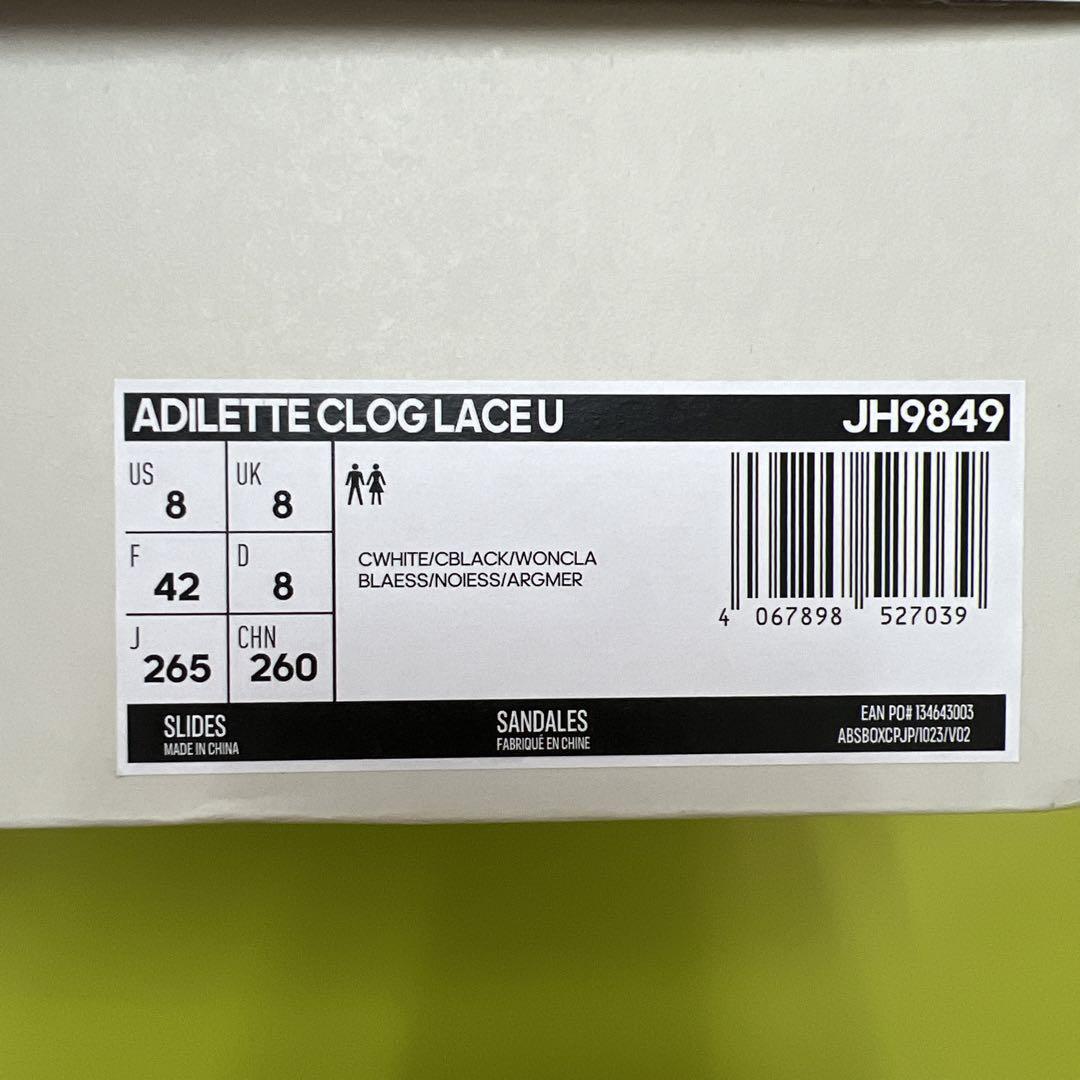 ADILETTE CLOG LACE U JH9849
US 8 UK 8
F 42 D 8
J 265 CHN 260
CWHITE/CBLACK/WONCLA
BLAESS/NOIESS/ARGMER
4 067898 527039
SLIDES
MADE IN CHINA
SANDALES
FABRIQUÉ EN CHINE
EAN PO# 134643003
ABSBOXCPJP/1023/V02